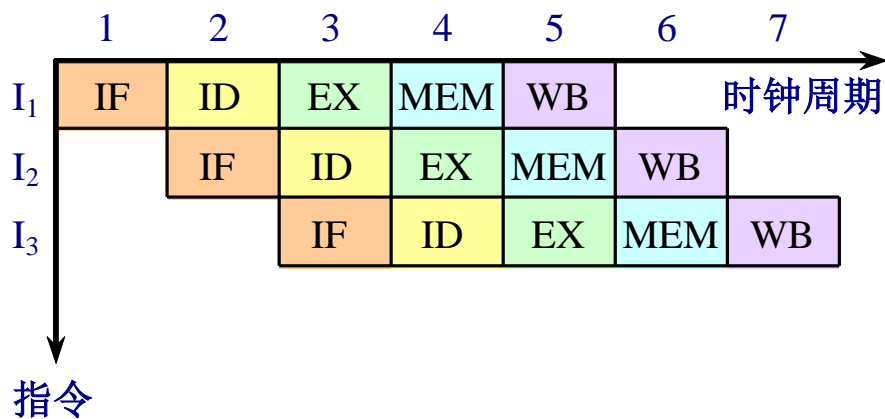 1 2 3 4 5 6 7
I₁ IF ID EX MEM WB
时钟周期
I₂ IF ID EX MEM WB
I₃ IF ID EX MEM WB
指令